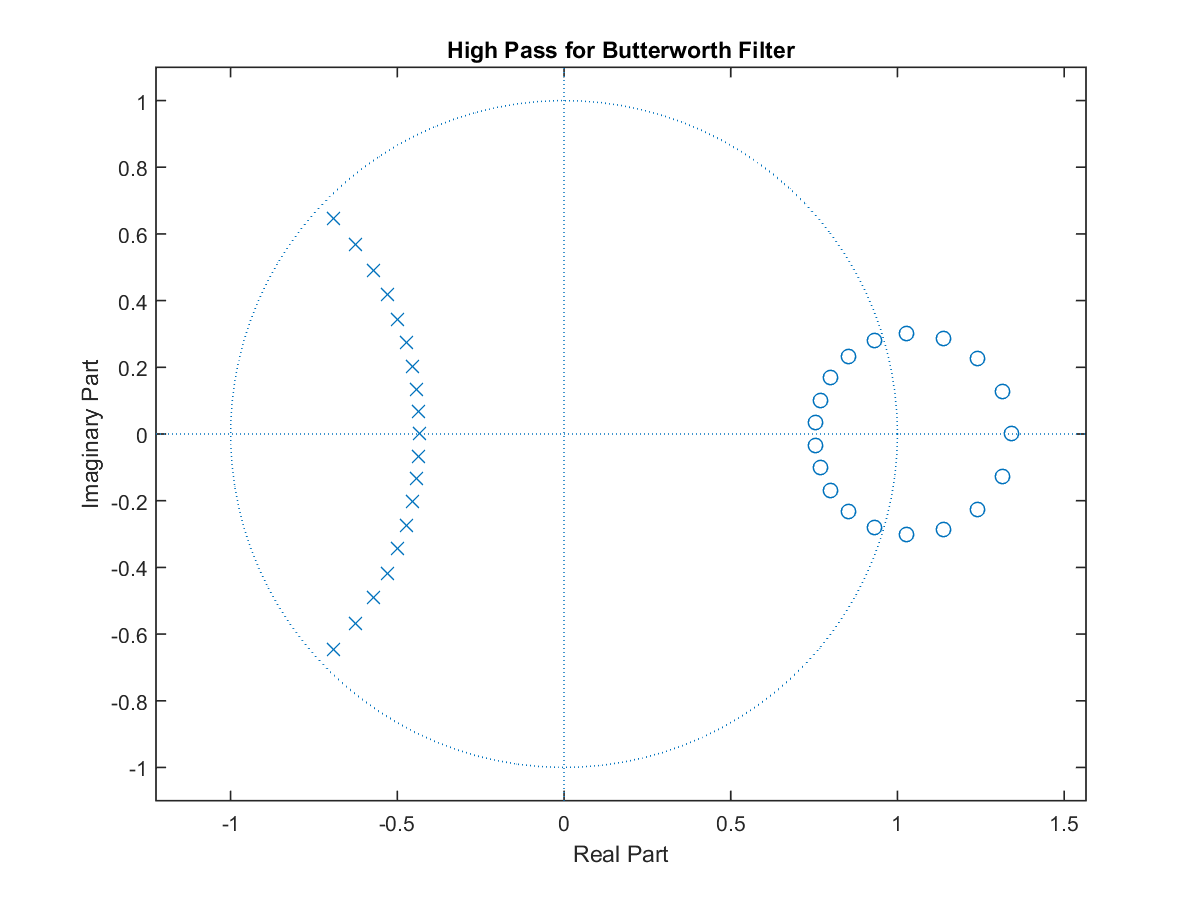 High Pass for Butterworth Filter
1
0.8
0.6
0.4
0.2
0
-0.2
-0.4
-0.6
-0.8
-1
Imaginary Part
-1 -0.5 0 0.5 1 1.5
Real Part